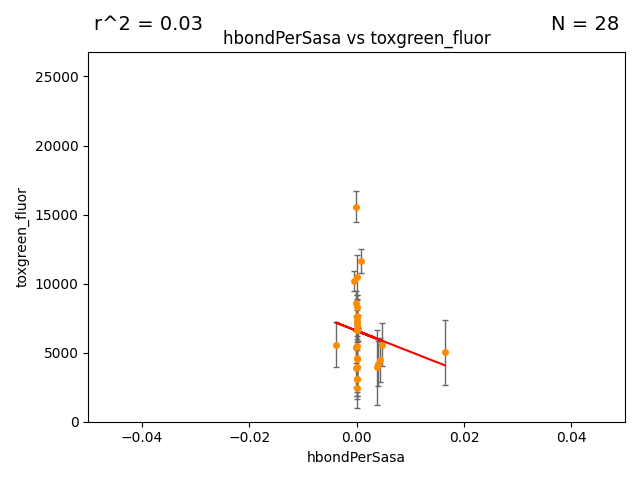 r^2 = 0.03
N = 28
hbondPerSasa vs toxgreen_fluor
toxgreen_fluor
25000
20000
15000
10000
5000
0
−0.04
−0.02
0.00
0.02
0.04
hbondPerSasa